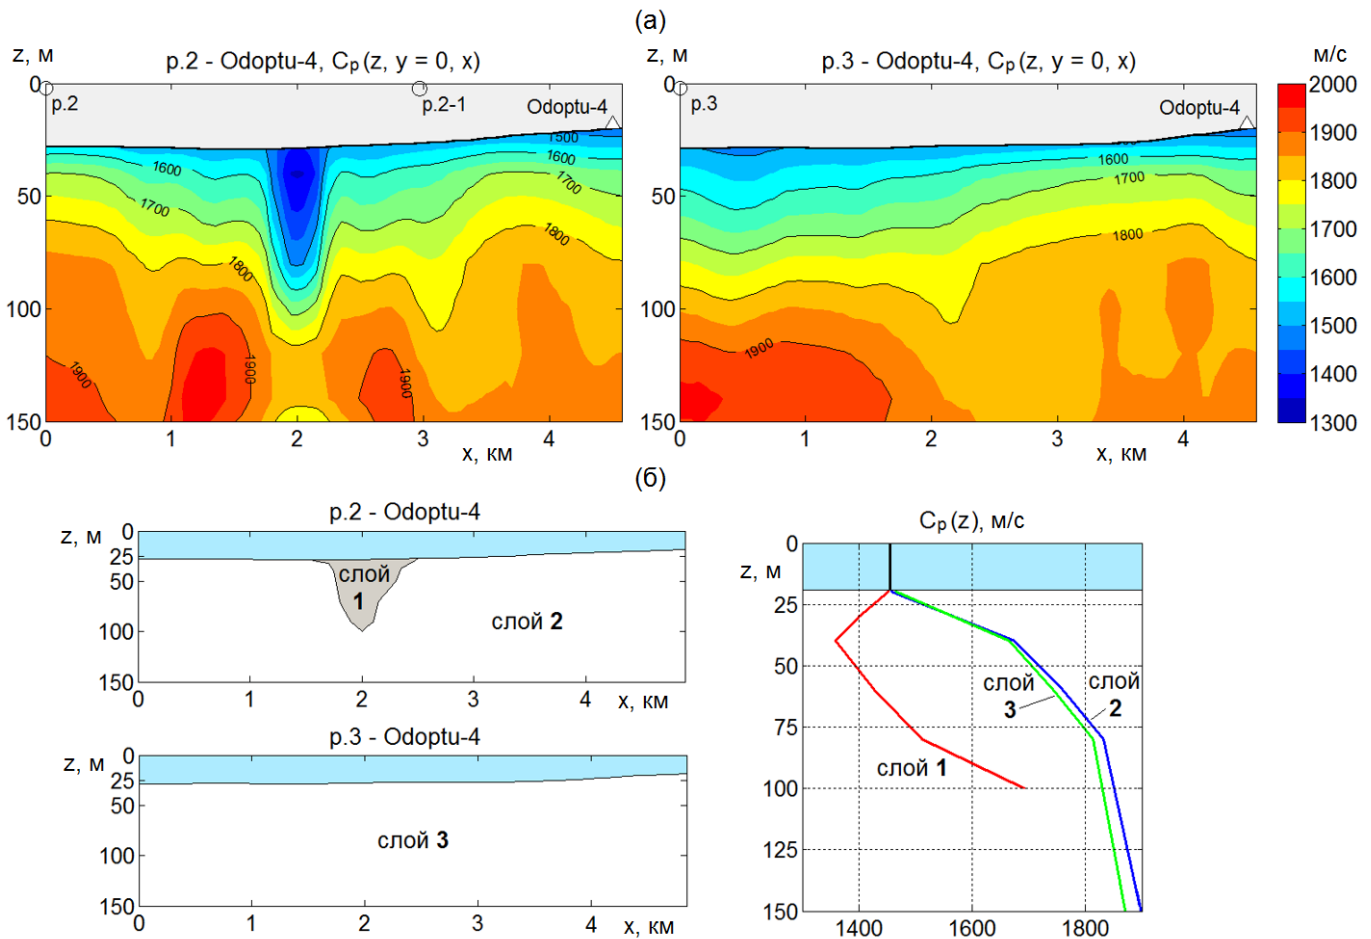 (а)
z, м
p.2 - Odoptu-4, Cₚ(z, y = 0, x)
z, м
p.3 - Odoptu-4, Cₚ(z, y = 0, x)
м/с
0
p.2
p.2-1
Odoptu-4
1500
1600
1600
1700
1700
1800
1800
1900
1900
1900
50
100
150
0 1 2 3 4
x, км
0
p.3
Odoptu-4
1600
1700
1800
1900
50
100
150
0 1 2 3 4
x, км
2000
1900
1800
1700
1600
1500
1400
1300
(б)
p.2 - Odoptu-4
z, м
0
25
50
100
150
слой
1
слой 2
0 1 2 3 4
x, км
p.3 - Odoptu-4
z, м
0
25
50
100
150
слой 3
0 1 2 3 4
x, км
Cₚ(z), м/с
0
z, м
25
50
75
100
125
150
слой
3
слой
2
слой 1
1400 1600 1800